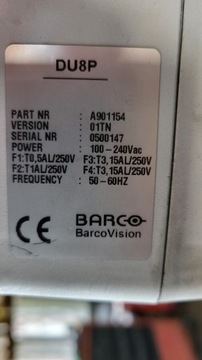 DU8P
PART NR : A901154
VERSION : 01TN
SERIAL NR : 0500147
POWER : 100-240Vac
F1:T0,5AL/250V F3:T3,15AL/250V
F2:T1AL/250V F4:T3,15AL/250V
FREQUENCY : 50-60HZ
CE BARCO
BarcoVision